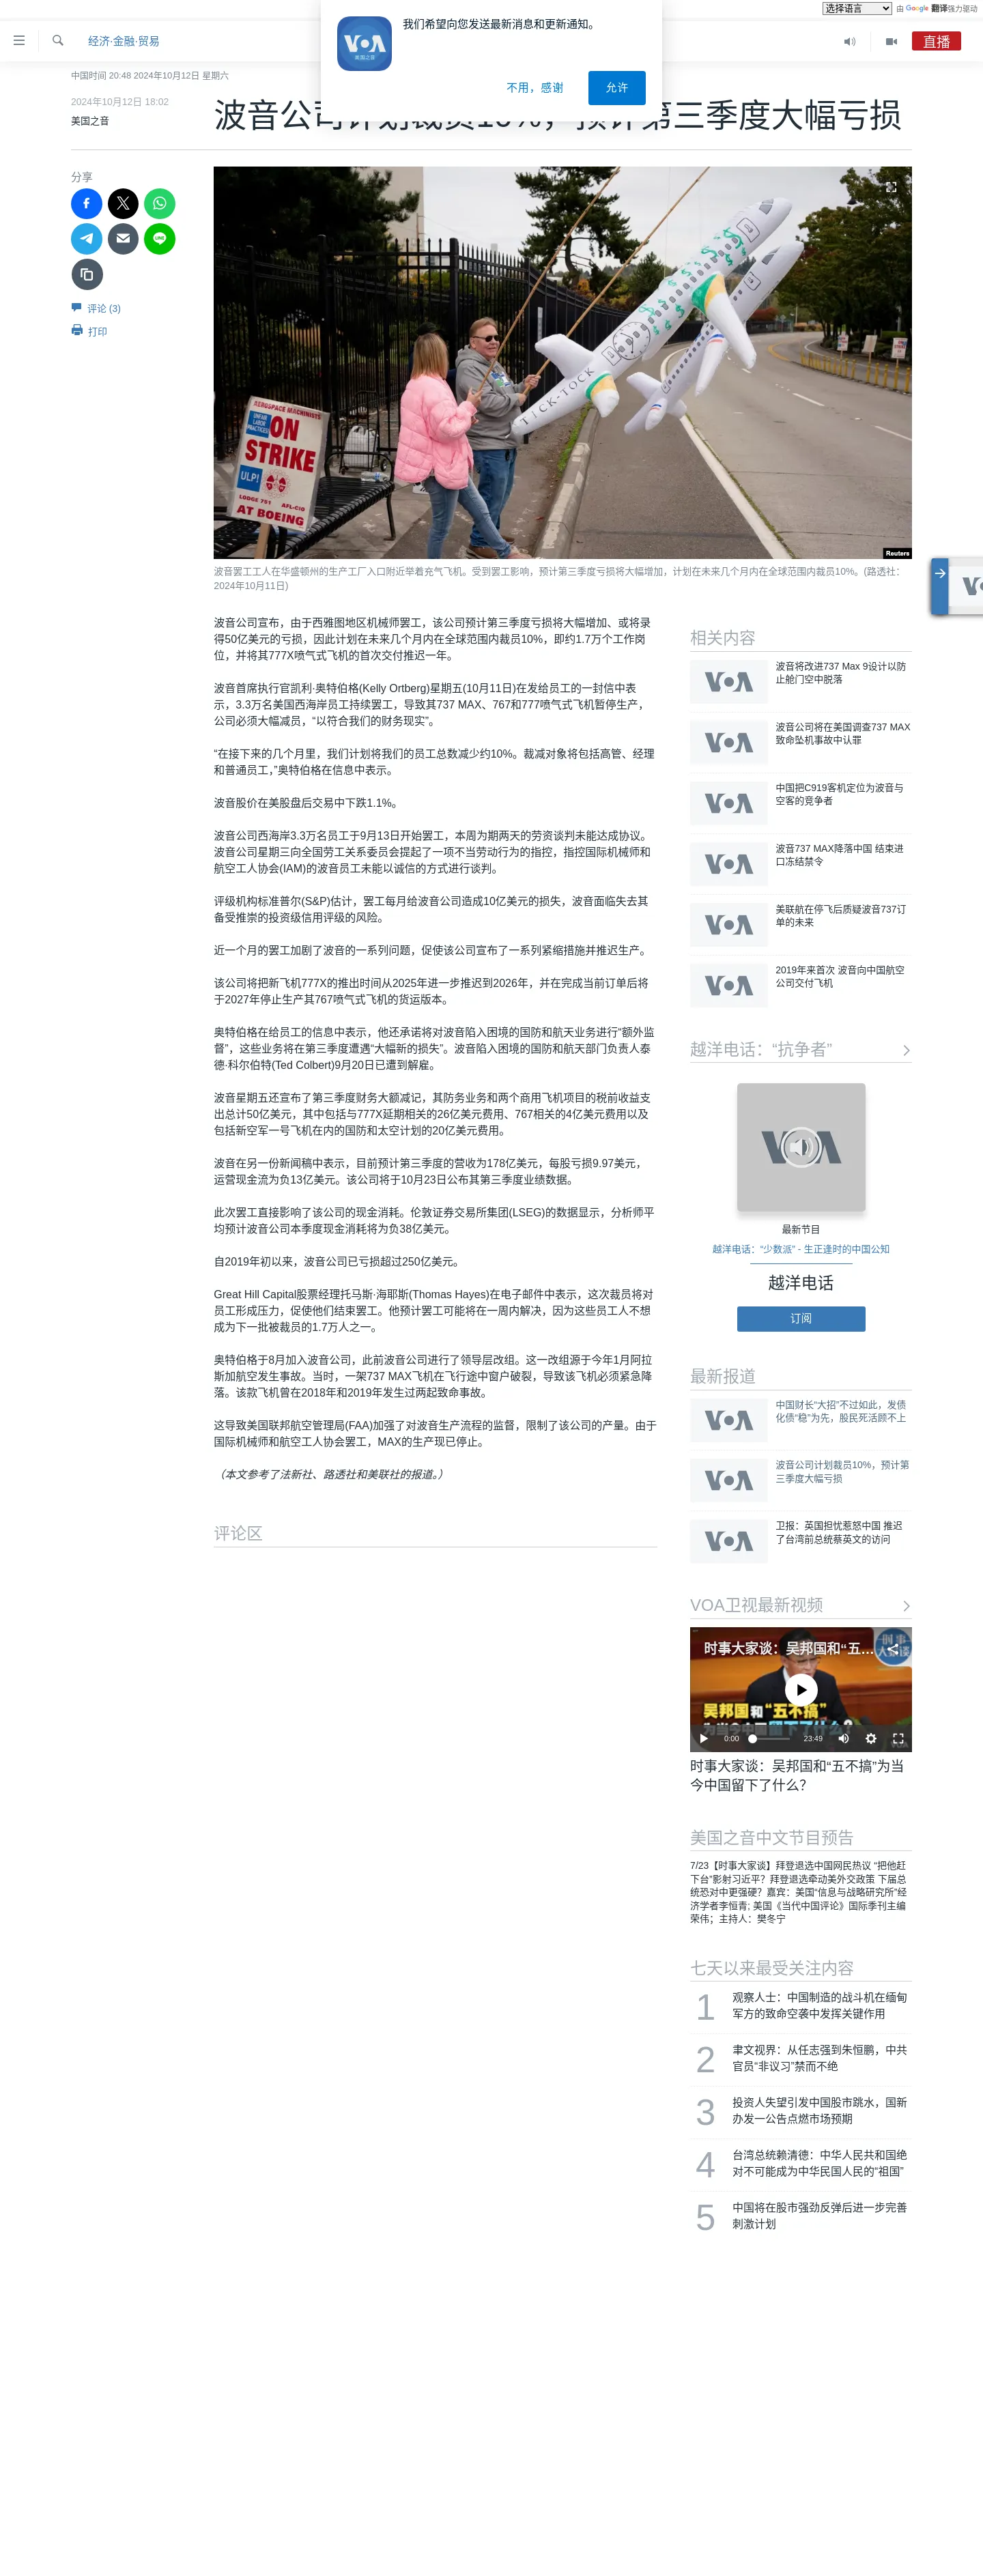 选择语言
由 Google 翻译强力驱动
我们希望向您发送最新消息和更新通知。
VOA
美国之音
不用，感谢
允许
经济·金融·贸易
直播
中国时间 20:48 2024年10月12日 星期六
2024年10月12日 18:02
美国之音
波音公司计划裁员10%，预计第三季度大幅亏损
分享
LINE
评论 (3)
打印
AEROSPACE MACHINISTS
UNFAIR LABOR PRACTICES
ON STRIKE
ULP!
LODGE 751 AFL-CIO
AT BOEING
TICK-TOCK
Reuters
波音罢工工人在华盛顿州的生产工厂入口附近举着充气飞机。受到罢工影响，预计第三季度亏损将大幅增加，计划在未来几个月内在全球范围内裁员10%。(路透社：
2024年10月11日)
波音公司宣布，由于西雅图地区机械师罢工，该公司预计第三季度亏损将大幅增加、或将录
得50亿美元的亏损，因此计划在未来几个月内在全球范围内裁员10%，即约1.7万个工作岗
位，并将其777X喷气式飞机的首次交付推迟一年。
波音首席执行官凯利·奥特伯格(Kelly Ortberg)星期五(10月11日)在发给员工的一封信中表
示，3.3万名美国西海岸员工持续罢工，导致其737 MAX、767和777喷气式飞机暂停生产，
公司必须大幅减员，“以符合我们的财务现实”。
“在接下来的几个月里，我们计划将我们的员工总数减少约10%。裁减对象将包括高管、经理
和普通员工，”奥特伯格在信息中表示。
波音股价在美股盘后交易中下跌1.1%。
波音公司西海岸3.3万名员工于9月13日开始罢工，本周为期两天的劳资谈判未能达成协议。
波音公司星期三向全国劳工关系委员会提起了一项不当劳动行为的指控，指控国际机械师和
航空工人协会(IAM)的波音员工未能以诚信的方式进行谈判。
评级机构标准普尔(S&P)估计，罢工每月给波音公司造成10亿美元的损失，波音面临失去其
备受推崇的投资级信用评级的风险。
近一个月的罢工加剧了波音的一系列问题，促使该公司宣布了一系列紧缩措施并推迟生产。
该公司将把新飞机777X的推出时间从2025年进一步推迟到2026年，并在完成当前订单后将
于2027年停止生产其767喷气式飞机的货运版本。
奥特伯格在给员工的信息中表示，他还承诺将对波音陷入困境的国防和航天业务进行“额外监
督”，这些业务将在第三季度遭遇“大幅新的损失”。波音陷入困境的国防和航天部门负责人泰
德·科尔伯特(Ted Colbert)9月20日已遭到解雇。
波音星期五还宣布了第三季度财务大额减记，其防务业务和两个商用飞机项目的税前收益支
出总计50亿美元，其中包括与777X延期相关的26亿美元费用、767相关的4亿美元费用以及
包括新空军一号飞机在内的国防和太空计划的20亿美元费用。
波音在另一份新闻稿中表示，目前预计第三季度的营收为178亿美元，每股亏损9.97美元，
运营现金流为负13亿美元。该公司将于10月23日公布其第三季度业绩数据。
此次罢工直接影响了该公司的现金消耗。伦敦证券交易所集团(LSEG)的数据显示，分析师平
均预计波音公司本季度现金消耗将为负38亿美元。
自2019年初以来，波音公司已亏损超过250亿美元。
Great Hill Capital股票经理托马斯·海耶斯(Thomas Hayes)在电子邮件中表示，这次裁员将对
员工形成压力，促使他们结束罢工。他预计罢工可能将在一周内解决，因为这些员工人不想
成为下一批被裁员的1.7万人之一。
奥特伯格于8月加入波音公司，此前波音公司进行了领导层改组。这一改组源于今年1月阿拉
斯加航空发生事故。当时，一架737 MAX飞机在飞行途中窗户破裂，导致该飞机必须紧急降
落。该款飞机曾在2018年和2019年发生过两起致命事故。
这导致美国联邦航空管理局(FAA)加强了对波音生产流程的监督，限制了该公司的产量。由于
国际机械师和航空工人协会罢工，MAX的生产现已停止。
（本文参考了法新社、路透社和美联社的报道。）
评论区
相关内容
VOA
波音将改进737 Max 9设计以防
止舱门空中脱落
VOA
波音公司将在美国调查737 MAX
致命坠机事故中认罪
VOA
中国把C919客机定位为波音与
空客的竞争者
VOA
波音737 MAX降落中国 结束进
口冻结禁令
VOA
美联航在停飞后质疑波音737订
单的未来
VOA
2019年来首次 波音向中国航空
公司交付飞机
越洋电话：“抗争者”
VOA
最新节目
越洋电话：“少数派” - 生正逢时的中国公知
越洋电话
订阅
最新报道
VOA
中国财长“大招”不过如此，发债
化债“稳”为先，股民死活顾不上
VOA
波音公司计划裁员10%，预计第
三季度大幅亏损
VOA
卫报：英国担忧惹怒中国 推迟
了台湾前总统蔡英文的访问
VOA卫视最新视频
时事大家谈：吴邦国和“五...
时事大家谈
吴邦国和“五不搞”
为当今中国留下了什么?
0:00
23:49
时事大家谈：吴邦国和“五不搞”为当
今中国留下了什么？
美国之音中文节目预告
7/23【时事大家谈】拜登退选中国网民热议 “把他赶
下台”影射习近平？拜登退选牵动美外交政策 下届总
统恐对中更强硬？嘉宾：美国“信息与战略研究所”经
济学者李恒青; 美国《当代中国评论》国际季刊主编
荣伟；主持人：樊冬宁
七天以来最受关注内容
1
观察人士：中国制造的战斗机在缅甸
军方的致命空袭中发挥关键作用
2
聿文视界：从任志强到朱恒鹏，中共
官员“非议习”禁而不绝
3
投资人失望引发中国股市跳水，国新
办发一公告点燃市场预期
4
台湾总统赖清德：中华人民共和国绝
对不可能成为中华民国人民的“祖国”
5
中国将在股市强劲反弹后进一步完善
刺激计划